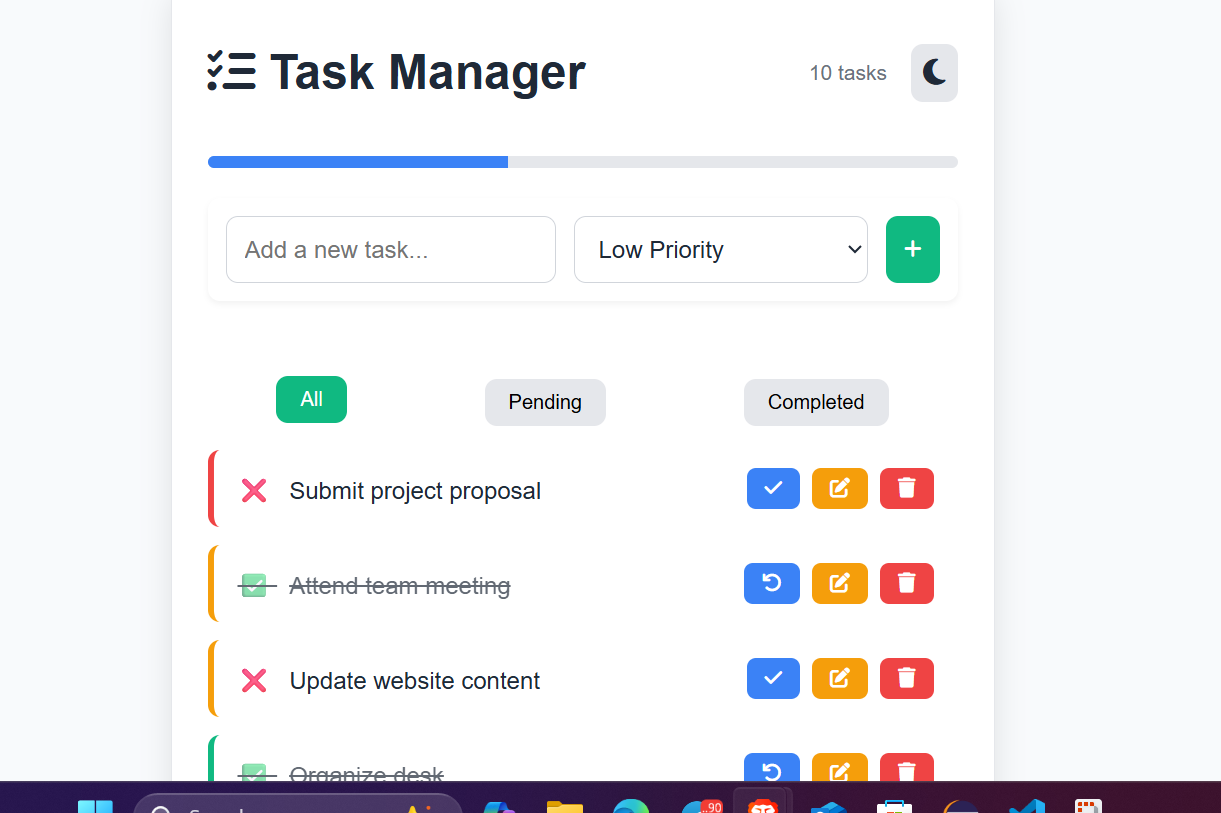 Task Manager
10 tasks
Add a new task...
Low Priority
+
All
Pending
Completed
Submit project proposal
Attend team meeting
Update website content
Organize desk
90